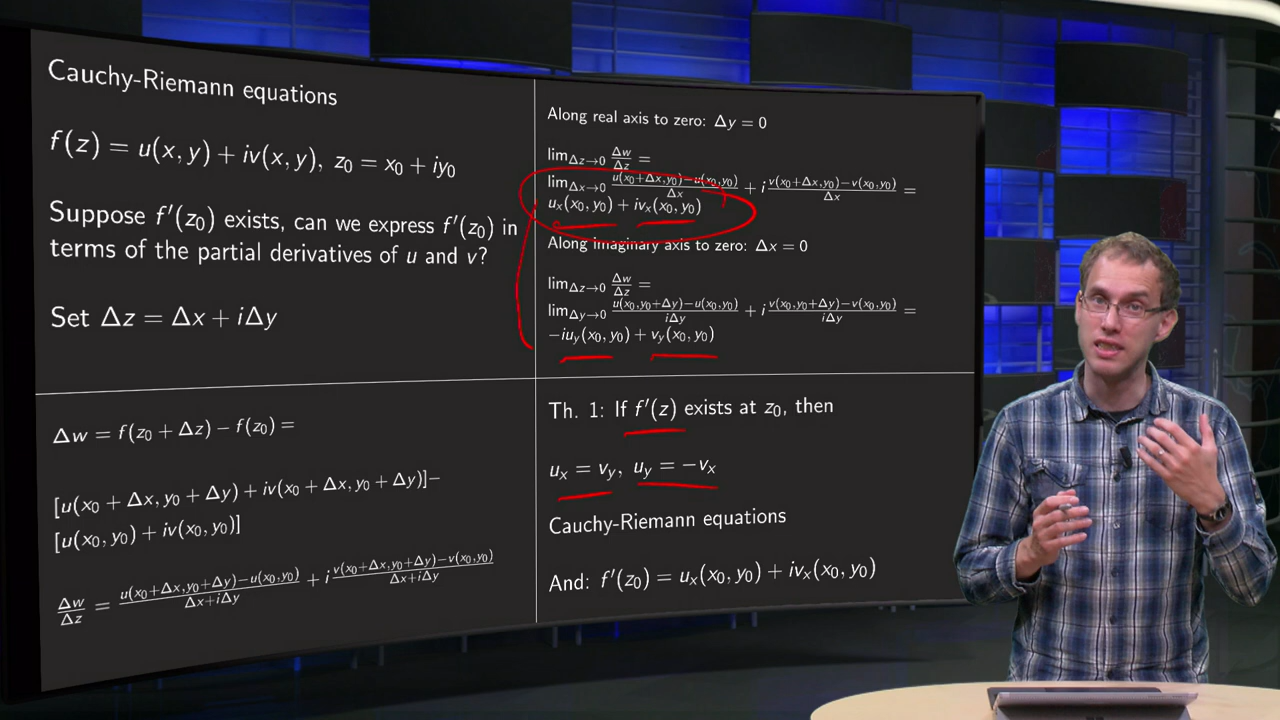 Cauchy-Riemann equations
f(z) = u(x, y) + iv(x, y), z₀ = x₀ + iy₀
Suppose f′(z₀) exists, can we express f′(z₀) in
terms of the partial derivatives of u and v?
Set Δz = Δx + iΔy
Δw = f(z₀ + Δz) − f(z₀) =
[u(x₀ + Δx, y₀ + Δy) + iv(x₀ + Δx, y₀ + Δy)]−
[u(x₀, y₀) + iv(x₀, y₀)]
Δw/Δz = (u(x₀+Δx,y₀+Δy)−u(x₀,y₀))/(Δx+iΔy) + i (v(x₀+Δx,y₀+Δy)−v(x₀,y₀))/(Δx+iΔy)
Along real axis to zero: Δy = 0
lim_{Δz→0} Δw/Δz =
lim_{Δx→0} (u(x₀+Δx,y₀)−u(x₀,y₀))/Δx + i (v(x₀+Δx,y₀)−v(x₀,y₀))/Δx =
uₓ(x₀, y₀) + ivₓ(x₀, y₀)
Along imaginary axis to zero: Δx = 0
lim_{Δz→0} Δw/Δz =
lim_{Δy→0} (u(x₀,y₀+Δy)−u(x₀,y₀))/(iΔy) + i (v(x₀,y₀+Δy)−v(x₀,y₀))/(iΔy) =
−iu_y(x₀, y₀) + v_y(x₀, y₀)
Th. 1: If f′(z) exists at z₀, then
uₓ = v_y, u_y = −vₓ
Cauchy-Riemann equations
And: f′(z₀) = uₓ(x₀, y₀) + ivₓ(x₀, y₀)